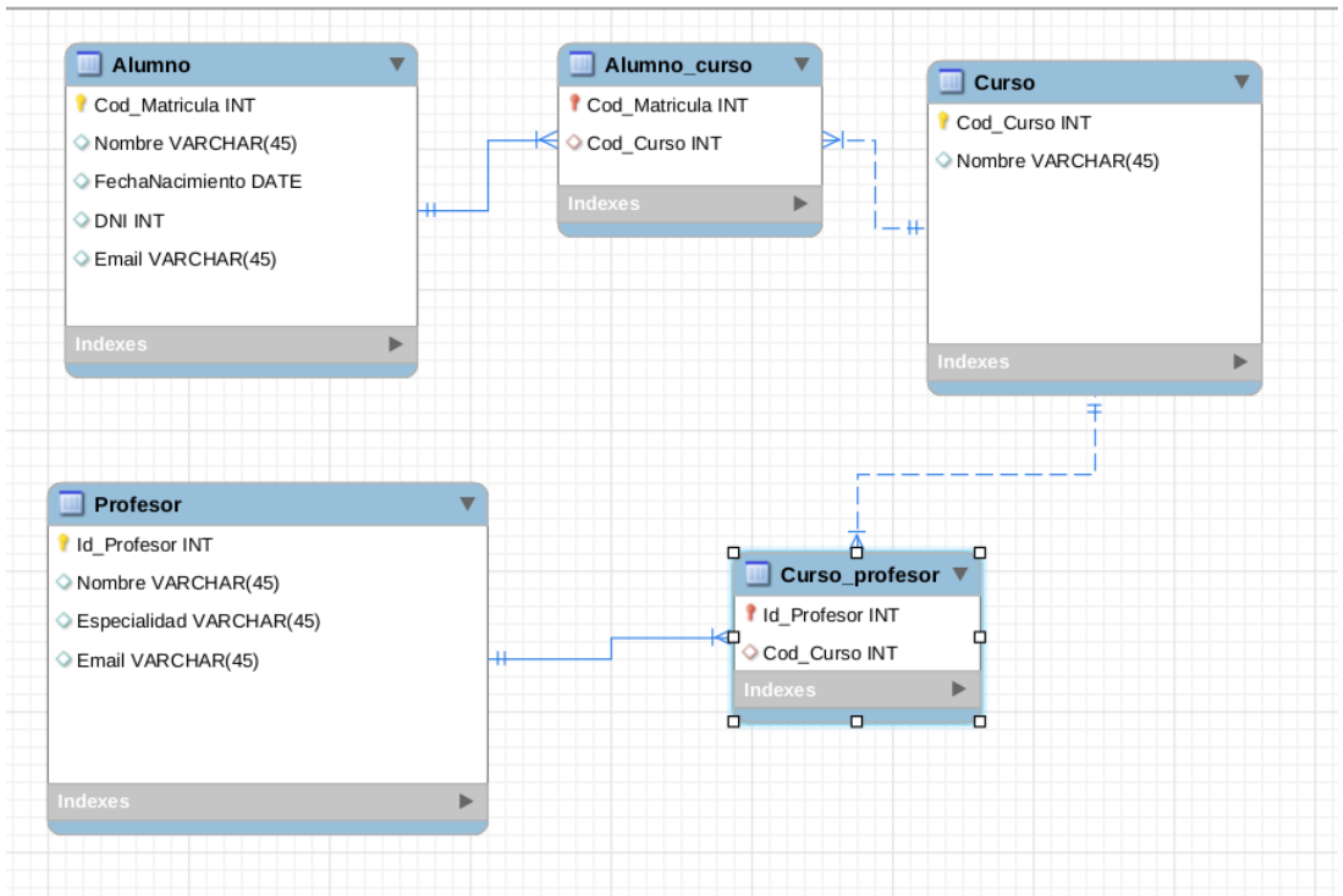 Alumno
Cod_Matricula INT
Nombre VARCHAR(45)
FechaNacimiento DATE
DNI INT
Email VARCHAR(45)
Indexes
Alumno_curso
Cod_Matricula INT
Cod_Curso INT
Indexes
Curso
Cod_Curso INT
Nombre VARCHAR(45)
Indexes
Profesor
Id_Profesor INT
Nombre VARCHAR(45)
Especialidad VARCHAR(45)
Email VARCHAR(45)
Indexes
Curso_profesor
Id_Profesor INT
Cod_Curso INT
Indexes